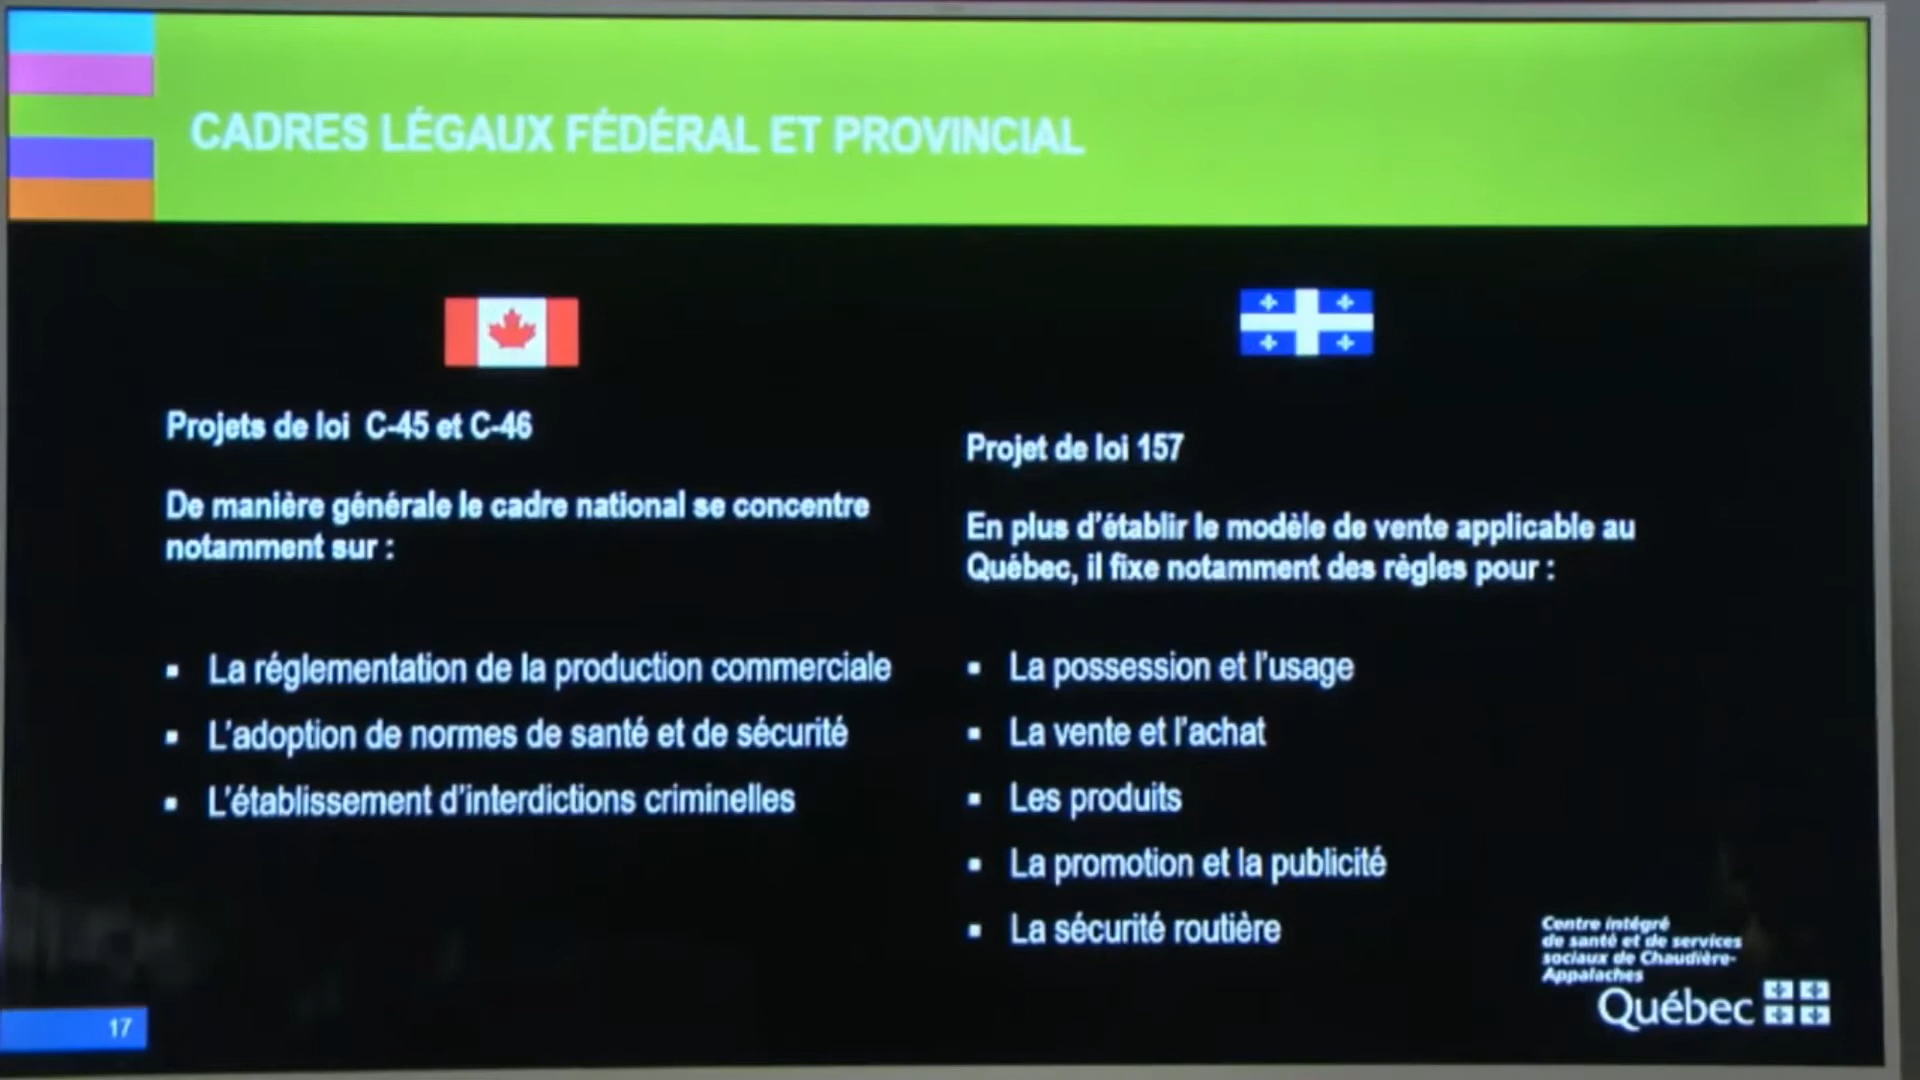 CADRES LÉGAUX FÉDÉRAL ET PROVINCIAL
Projets de loi C-45 et C-46
De manière générale le cadre national se concentre
notamment sur :
▪ La réglementation de la production commerciale
▪ L'adoption de normes de santé et de sécurité
▪ L'établissement d'interdictions criminelles
Projet de loi 157
En plus d'établir le modèle de vente applicable au
Québec, il fixe notamment des règles pour :
▪ La possession et l'usage
▪ La vente et l'achat
▪ Les produits
▪ La promotion et la publicité
▪ La sécurité routière
Centre intégré
de santé et de services
sociaux de Chaudière-
Appalaches
Québec
17